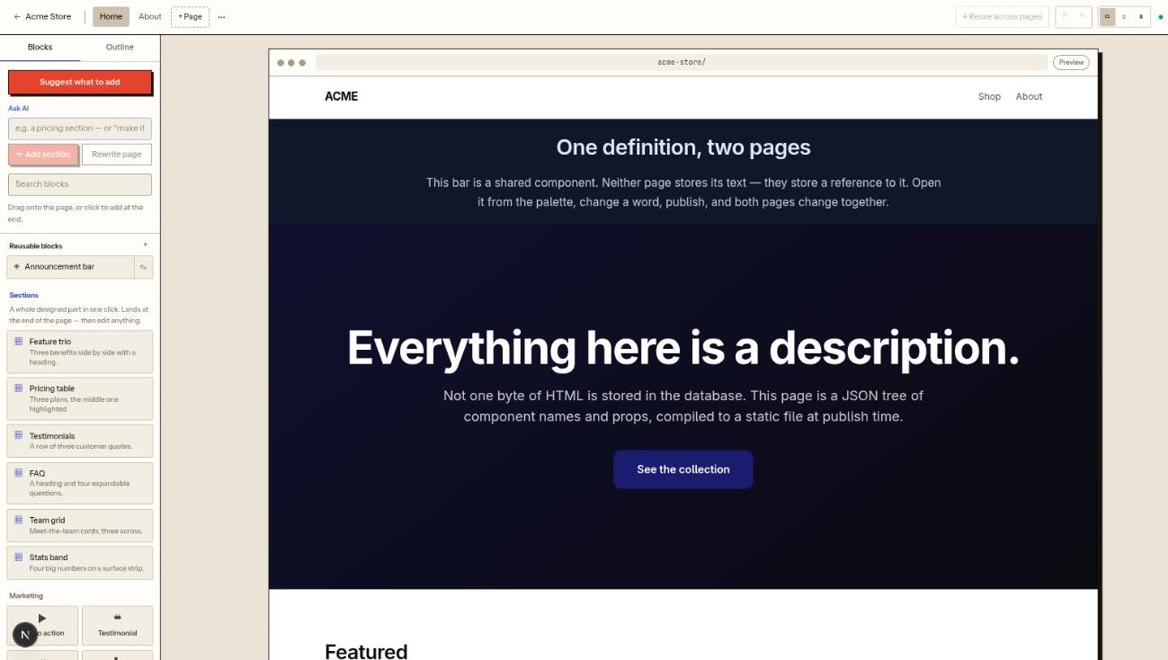 ← Acme Store
Home
About
+ Page
...
+ Reuse across pages
Blocks
Outline
Suggest what to add
Ask AI
e.g. a pricing section — or "make it
+ Add section
Rewrite page
Search blocks
Drag onto the page, or click to add at the
end.
Reusable blocks
+
Announcement bar
Sections
A whole designed part in one click. Lands at
the end of the page — then edit anything.
Feature trio
Three benefits side by side with a
heading.
Pricing table
Three plans, the middle one
highlighted.
Testimonials
A row of three customer quotes.
FAQ
A heading and four expandable
questions.
Team grid
Meet-the-team cards, three across.
Stats band
Four big numbers on a surface strip.
Marketing
action
Testimonial
N
acme-store/
Preview
ACME
Shop
About
One definition, two pages
This bar is a shared component. Neither page stores its text — they store a reference to it. Open
it from the palette, change a word, publish, and both pages change together.
Everything here is a description.
Not one byte of HTML is stored in the database. This page is a JSON tree of
component names and props, compiled to a static file at publish time.
See the collection
Featured